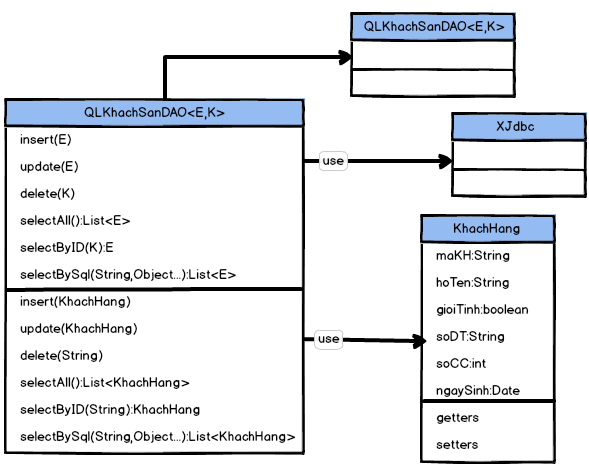 QLKhachSanDAO<E,K>
QLKhachSanDAO<E,K>
insert(E)
update(E)
delete(K)
selectAll():List<E>
selectByID(K):E
selectBySql(String,Object...):List<E>
insert(KhachHang)
update(KhachHang)
delete(String)
selectAll():List<KhachHang>
selectByID(String):KhachHang
selectBySql(String,Object...):List<KhachHang>
use
XJdbc
use
KhachHang
maKH:String
hoTen:String
gioiTinh:boolean
soDT:String
soCC:int
ngaySinh:Date
getters
setters